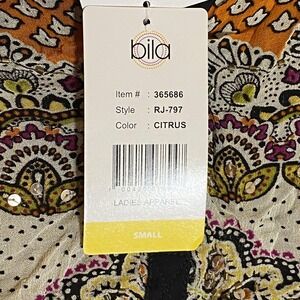 bila
Item # : 365686
Style : RJ-797
Color : CITRUS
LADIES APPAREL
SMALL